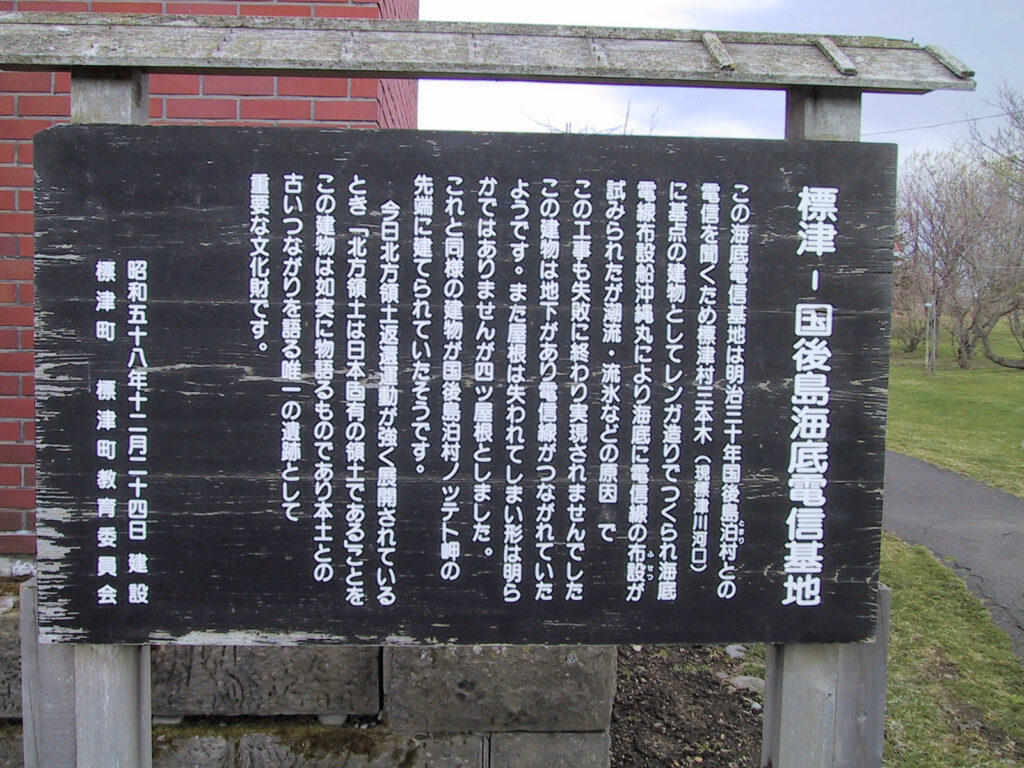 標津-国後島海底電信基地
この海底電信基地は明治三十年国後島泊村との
電信を聞くため標津村三本木(現標津川河口)
に基点の建物としてレンガ造りでつくられ海底
電線布設船沖縄丸により海底に電信線の布設が
試みられたが潮流・流氷などの原因 で
この工事も失敗に終わり実現されませんでした
この建物は地下があり電信線がつながれていた
ようです。また屋根は失われてしまい形は明ら
かではありませんが四ツ屋根としました。
これと同様の建物が国後島泊村ノツテト岬の
先端に建てられていたそうです。
今日北方領土返還運動が強く展開されている
とき「北方領土は日本固有の領土であることを
この建物は如実に物語るものであり本土との
古いつながりを語る唯一の遺跡として
重要な文化財です。
昭和五十八年十二月二十四日 建設
標津町 標津町教育委員会